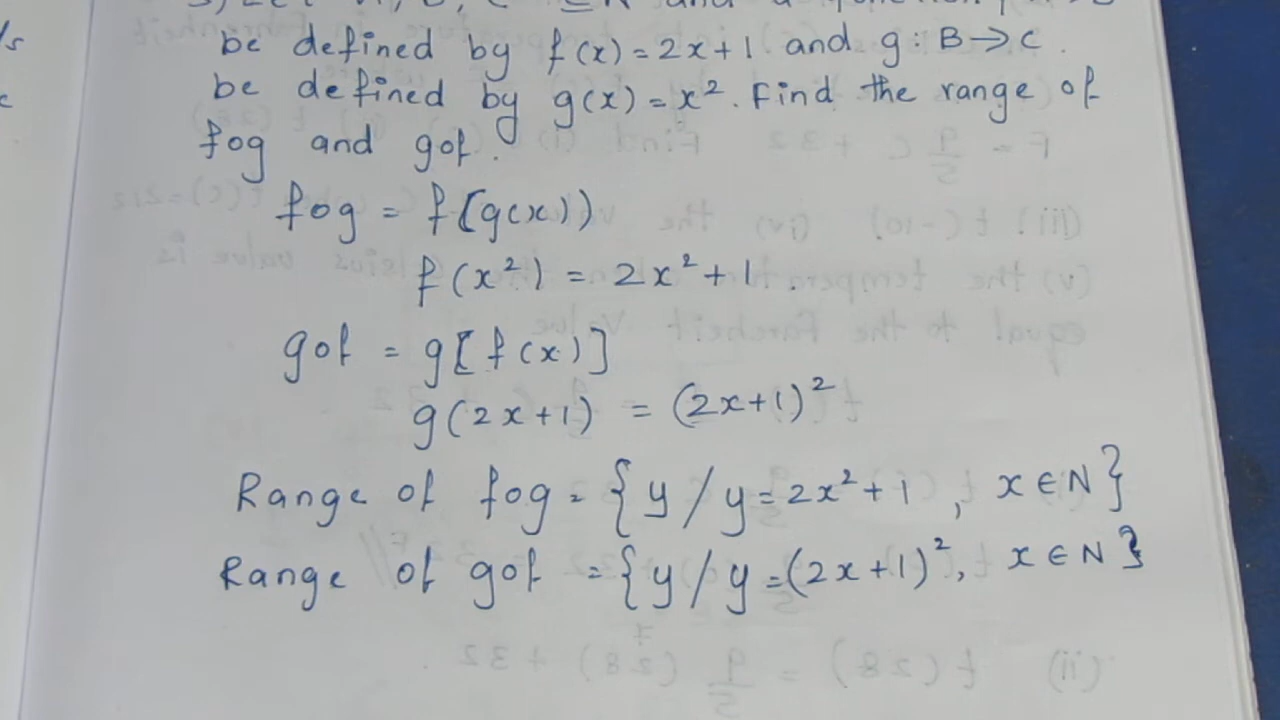 be defined by f(x) = 2x+1 and g : B→C.
be defined by g(x) = x². Find the range of
fog and gof.
fog = f[g(x))
f(x²) = 2x²+1.
gof = g[f(x)]
g(2x+1) = (2x+1)²
Range of fog = {y/y=2x²+1, x∈N}
Range of gof = {y/y=(2x+1)², x∈N}